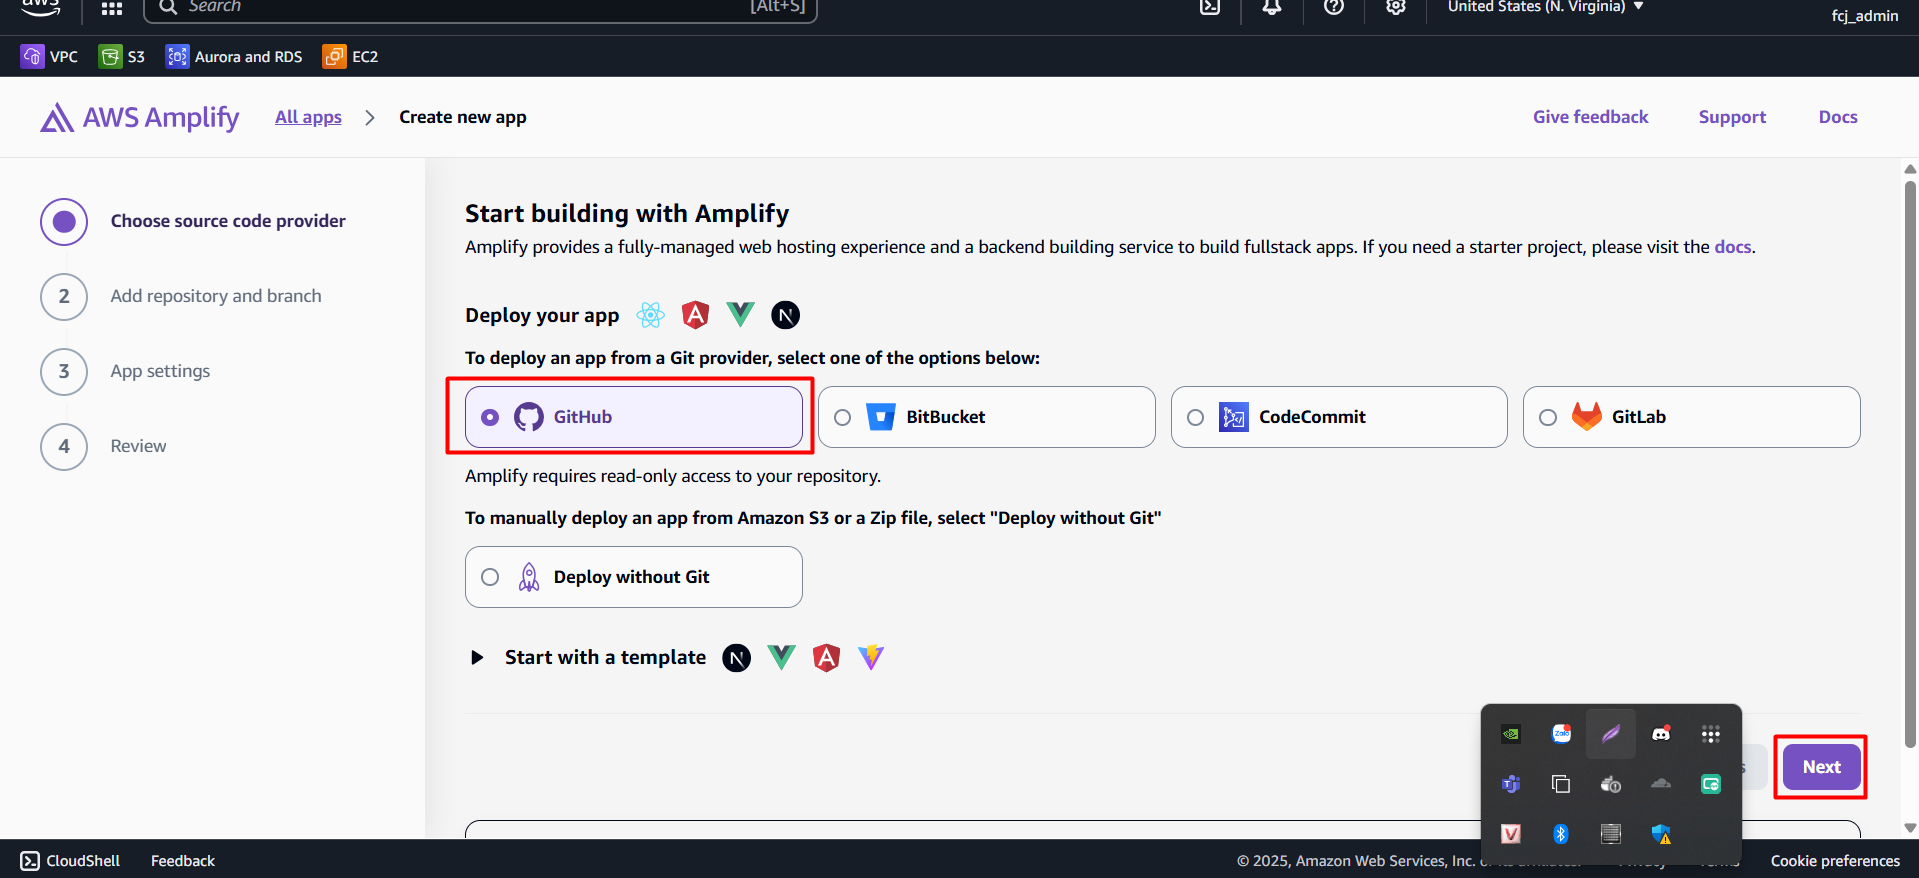 aws
Search
[Alt+S]
United States (N. Virginia)
fcj_admin
VPC
S3
Aurora and RDS
EC2
AWS Amplify
All apps
Create new app
Give feedback
Support
Docs
Choose source code provider
2
Add repository and branch
3
App settings
4
Review
Start building with Amplify
Amplify provides a fully-managed web hosting experience and a backend building service to build fullstack apps. If you need a starter project, please visit the docs.
Deploy your app
To deploy an app from a Git provider, select one of the options below:
GitHub
BitBucket
CodeCommit
GitLab
Amplify requires read-only access to your repository.
To manually deploy an app from Amazon S3 or a Zip file, select "Deploy without Git"
Deploy without Git
Start with a template
Zalo
Next
CloudShell
Feedback
© 2025, Amazon Web Services, Inc.
Cookie preferences